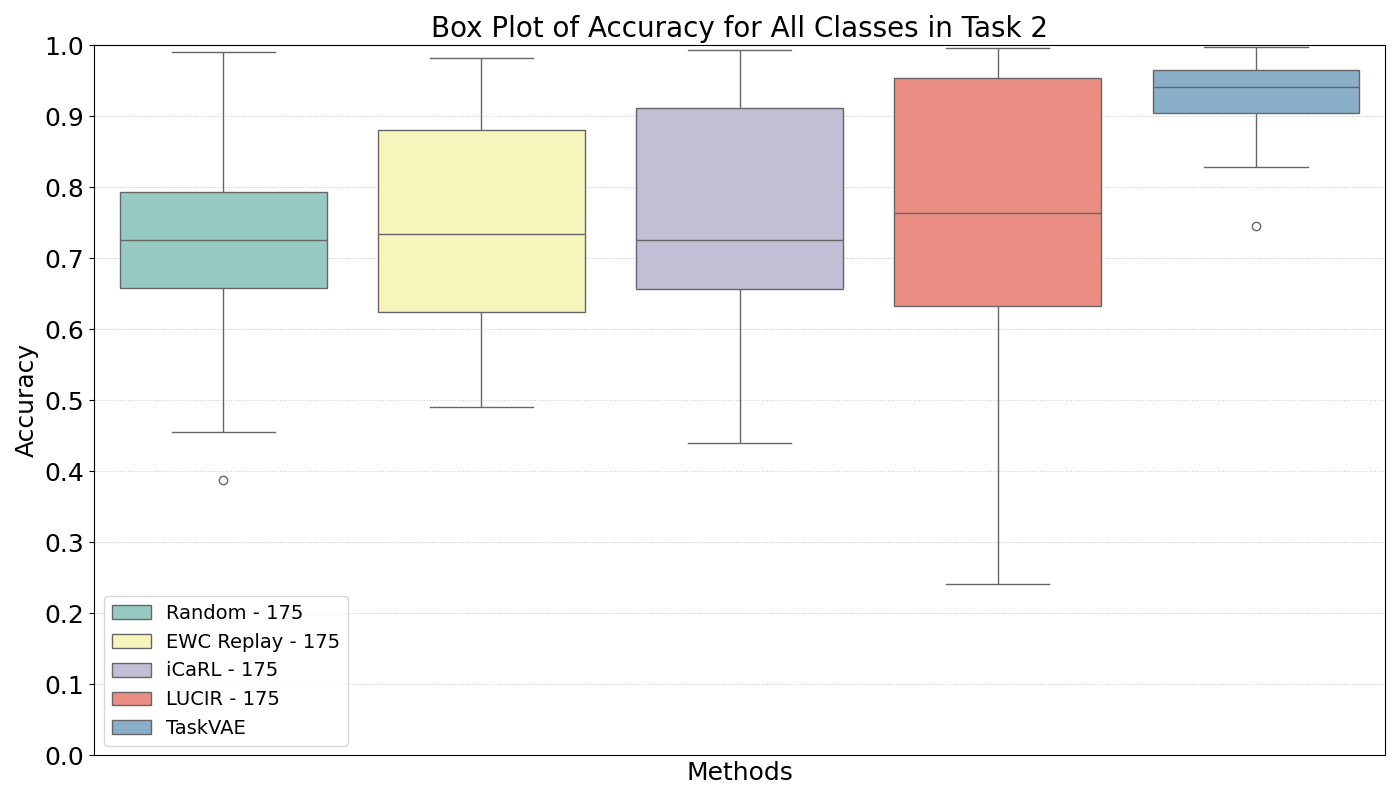 Box Plot of Accuracy for All Classes in Task 2
1.0
0.9
0.8
0.7
0.6
0.5
0.4
0.3
0.2
0.1
0.0
Accuracy
Random - 175
EWC Replay - 175
iCaRL - 175
LUCIR - 175
TaskVAE
Methods